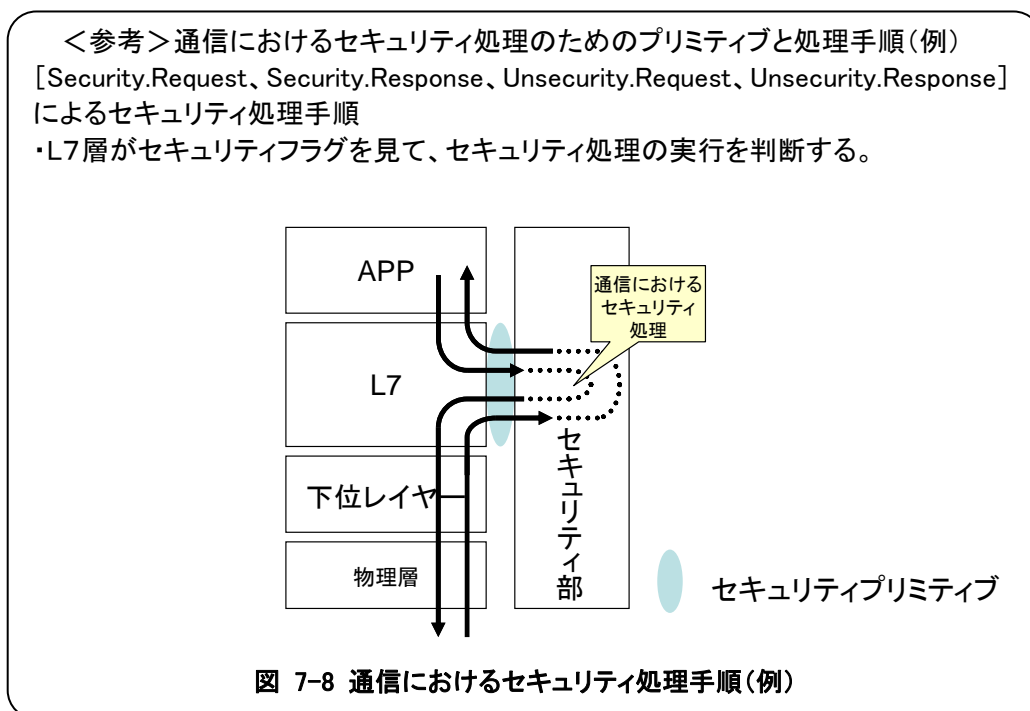 ＜参考＞通信におけるセキュリティ処理のためのプリミティブと処理手順（例）
［Security.Request、Security.Response、Unsecurity.Request、Unsecurity.Response］
によるセキュリティ処理手順
・L７層がセキュリティフラグを見て、セキュリティ処理の実行を判断する。
APP
通信における
セキュリティ
処理
L7
セキュリティ部
下位レイヤ
物理層
セキュリティプリミティブ
図 7-8 通信におけるセキュリティ処理手順（例）